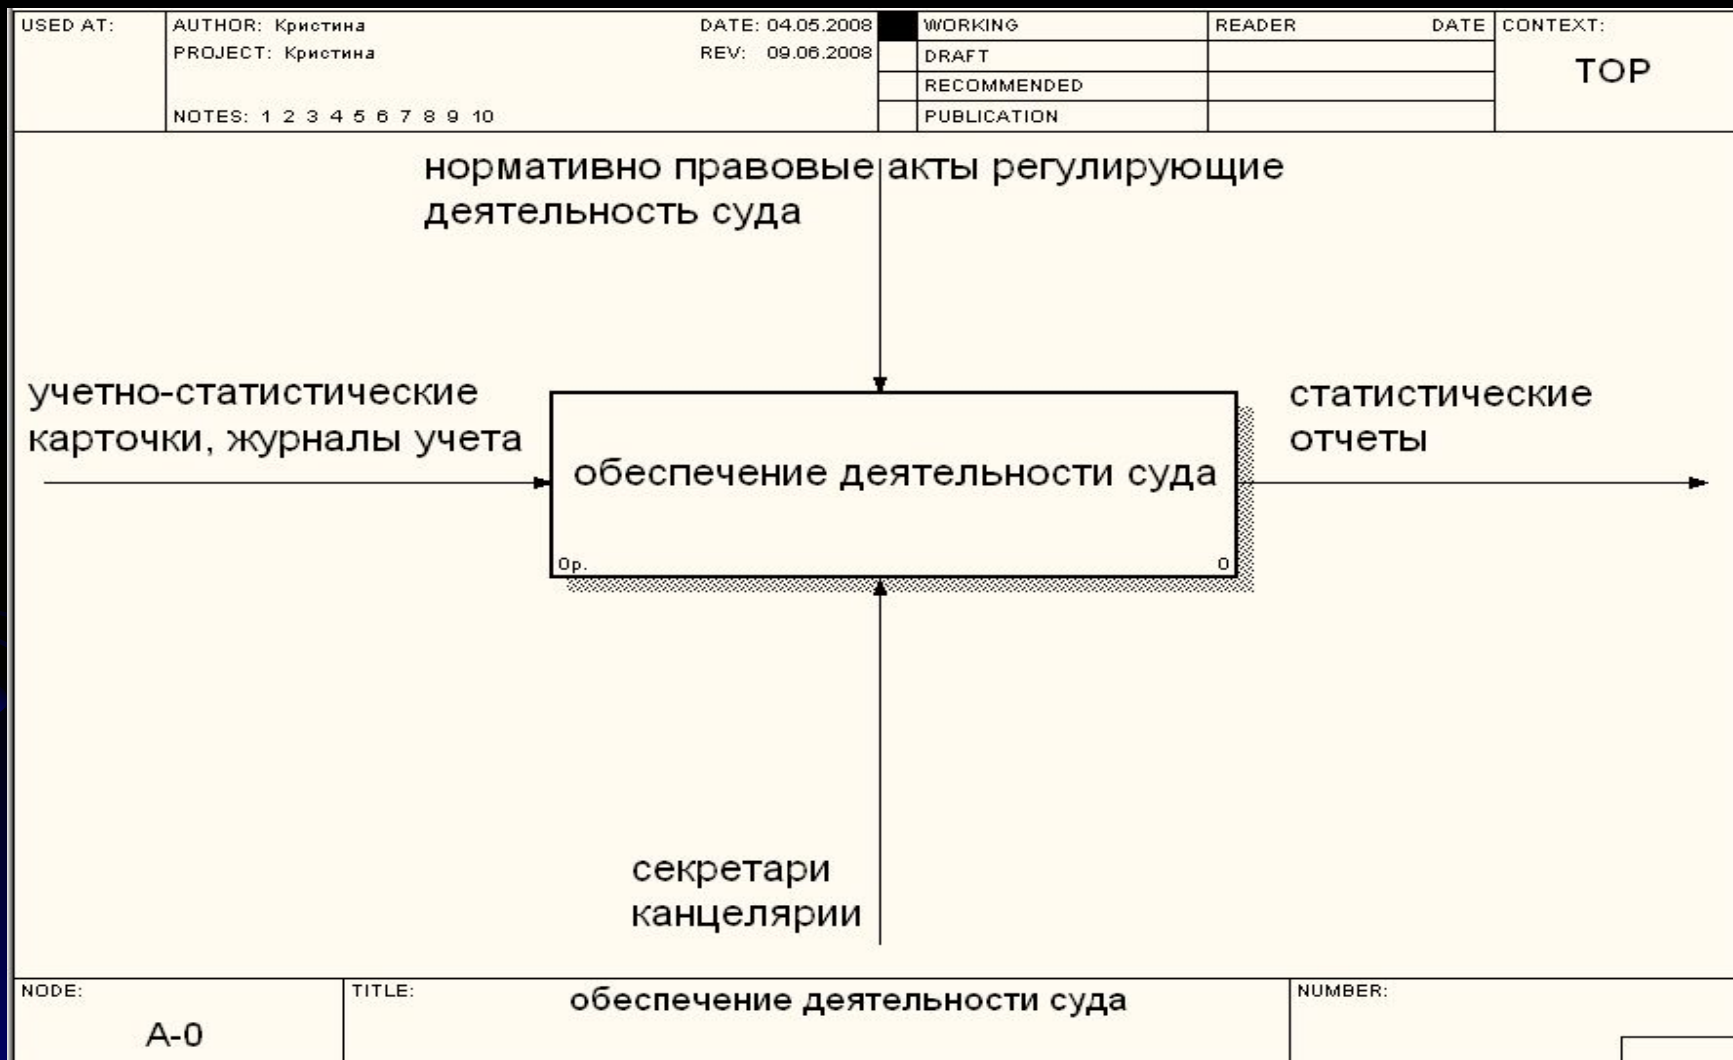 USED AT:
AUTHOR: Кристина
DATE: 04.05.2008
WORKING
READER
DATE
CONTEXT:
PROJECT: Кристина
REV: 09.06.2008
DRAFT
TOP
RECOMMENDED
NOTES: 1 2 3 4 5 6 7 8 9 10
PUBLICATION
нормативно правовые акты регулирующие
деятельность суда
учетно-статистические
карточки, журналы учета
статистические
отчеты
обеспечение деятельности суда
0р.
0
секретари
канцелярии
NODE:
A-0
TITLE:
обеспечение деятельности суда
NUMBER: